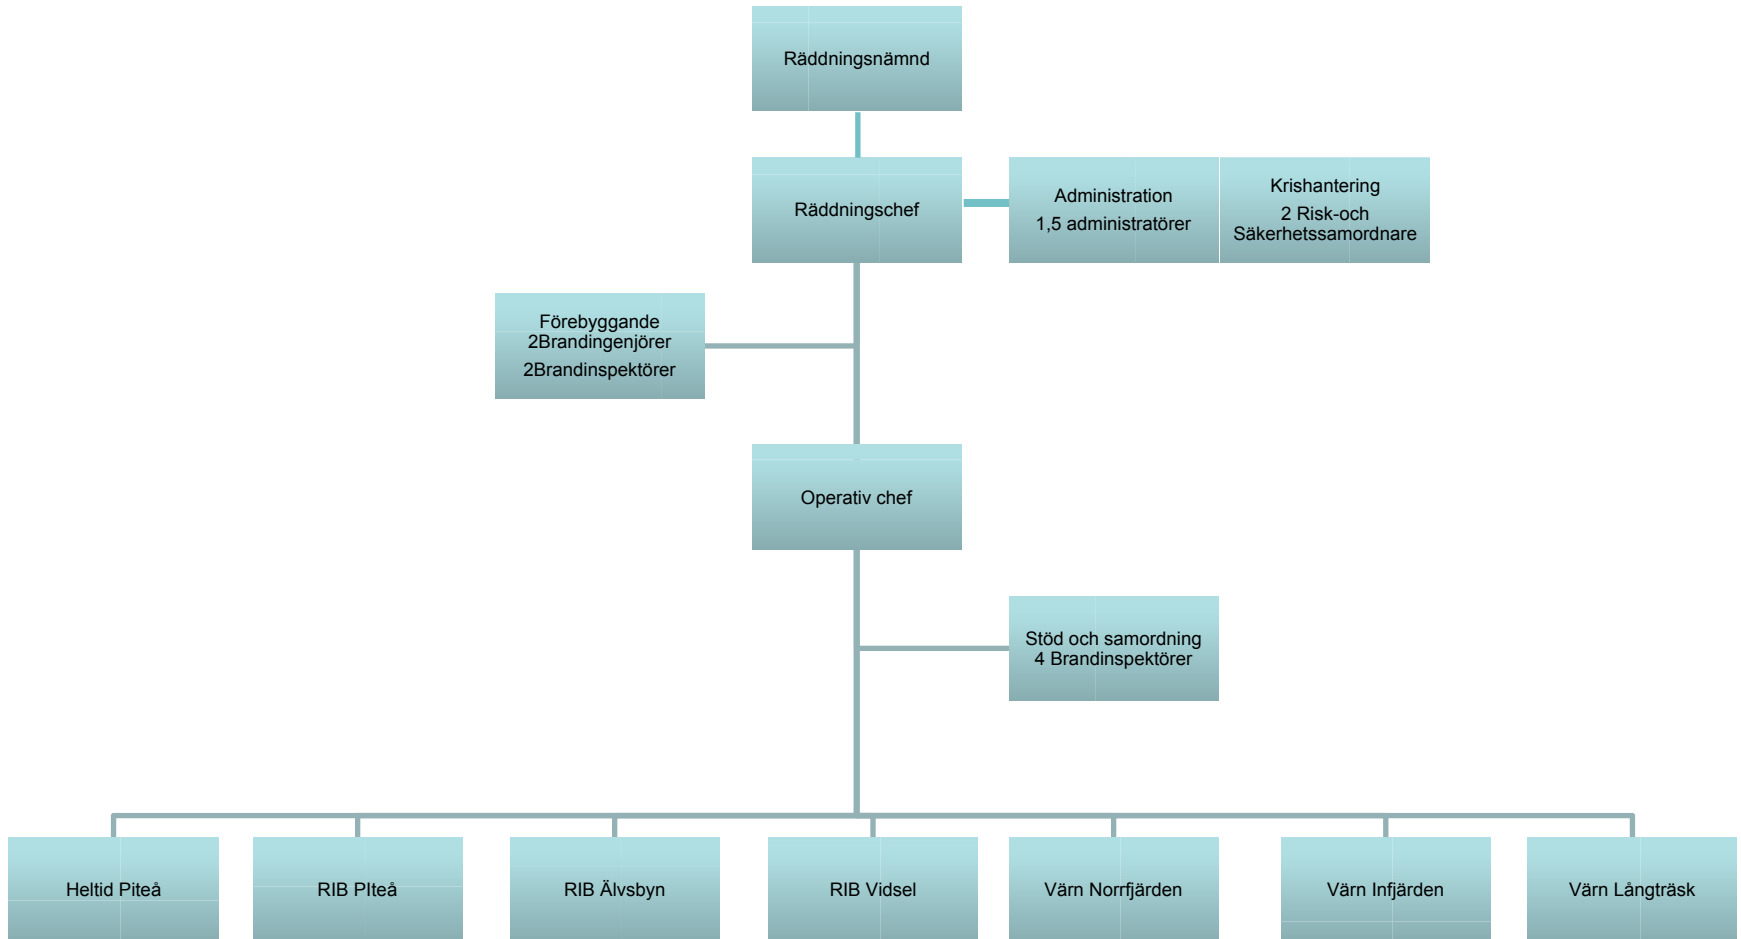 Räddningsnämnd
Räddningschef
Administration
1,5 administratörer
Krishantering
2 Risk-och
Säkerhetssamordnare
Förebyggande
2Brandingenjörer
2Brandinspektörer
Operativ chef
Stöd och samordning
4 Brandinspektörer
Heltid Piteå
RIB PIteå
RIB Älvsbyn
RIB Vidsel
Värn Norrfjärden
Värn Infjärden
Värn Långträsk